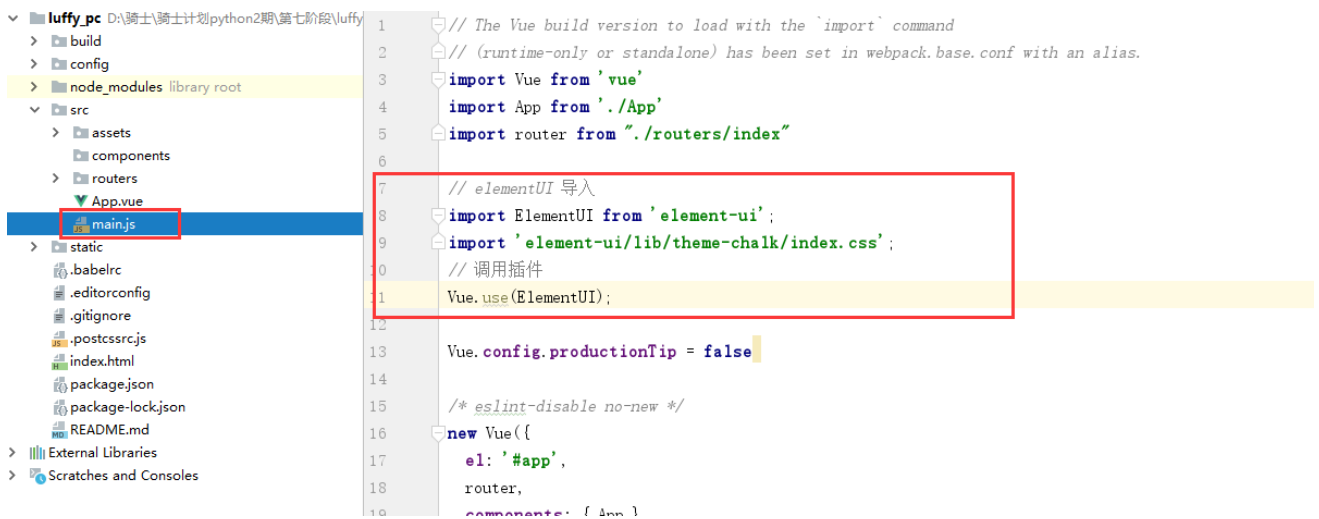 luffy_pc D:\骑士\骑士计划python2期\第七阶段\luffy
build
config
node_modules library root
src
assets
components
routers
App.vue
main.js
static
.babelrc
.editorconfig
.gitignore
.postcssrc.js
index.html
package.json
package-lock.json
README.md
External Libraries
Scratches and Consoles
1 // The Vue build version to load with the `import` command
2 // (runtime-only or standalone) has been set in webpack.base.conf with an alias.
3 import Vue from 'vue'
4 import App from './App'
5 import router from "./routers/index"
6
7 // elementUI 导入
8 import ElementUI from 'element-ui';
9 import 'element-ui/lib/theme-chalk/index.css';
10 // 调用插件
11 Vue.use(ElementUI);
12
13 Vue.config.productionTip = false
14
15 /* eslint-disable no-new */
16 new Vue({
17 el: '#app',
18 router,
19 components: { App }